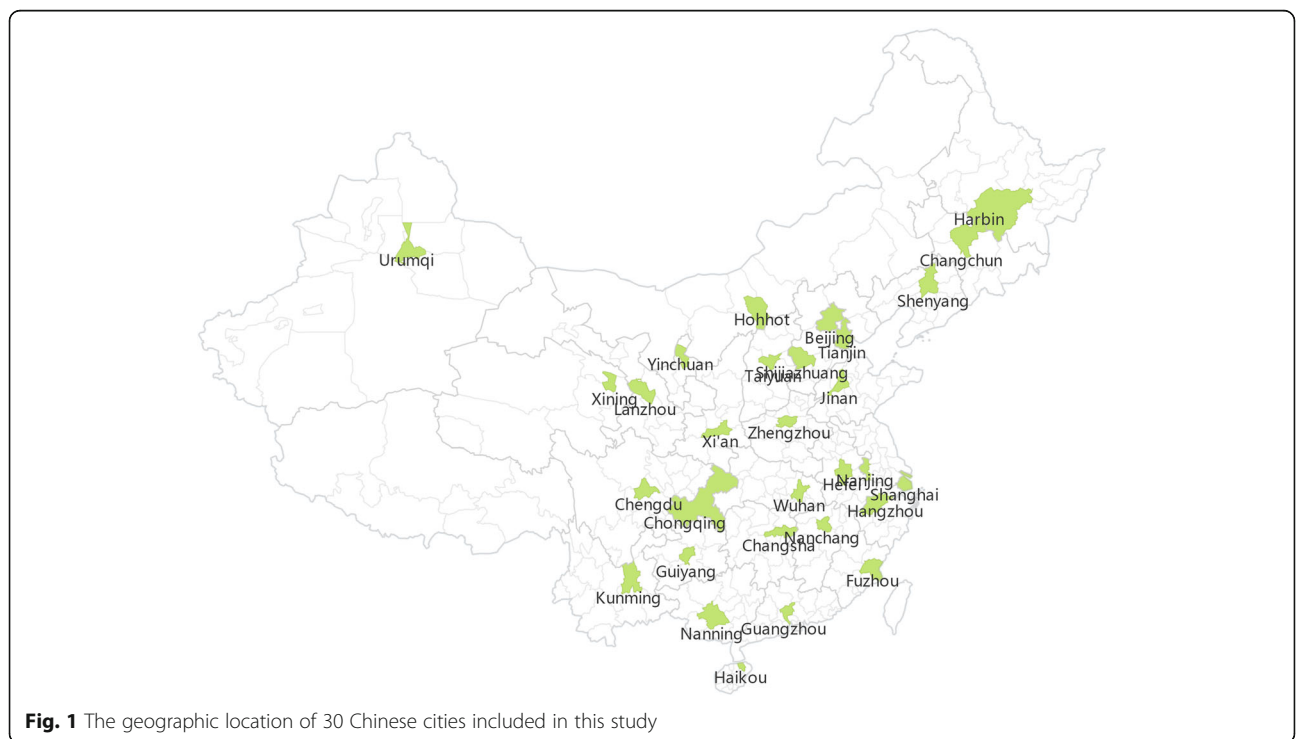 Harbin
Urumqi
Changchun
Shenyang
Hohhot
Beijing
Tianjin
Yinchuan
Shijiazhuang
Taiyuan
Xining
Jinan
Lanzhou
Zhengzhou
Xi'an
Hefei
Nanjing
Shanghai
Chengdu
Wuhan
Hangzhou
Chongqing
Nanchang
Changsha
Guiyang
Fuzhou
Kunming
Guangzhou
Nanning
Haikou
Fig. 1 The geographic location of 30 Chinese cities included in this study